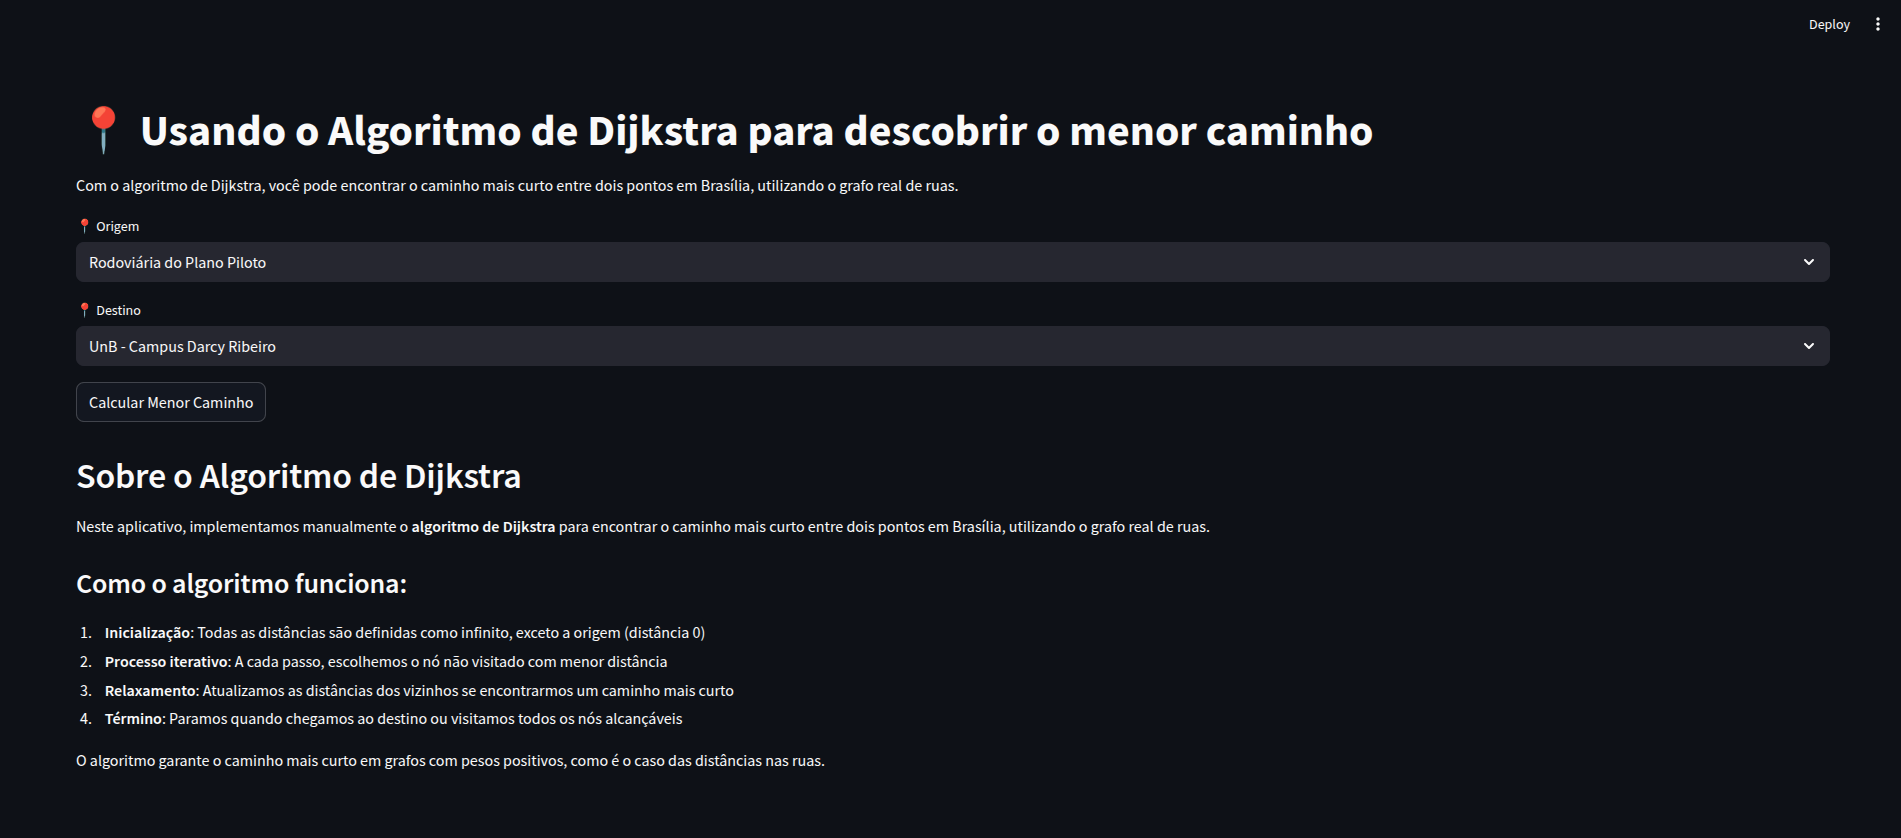 Deploy
Usando o Algoritmo de Dijkstra para descobrir o menor caminho
Com o algoritmo de Dijkstra, você pode encontrar o caminho mais curto entre dois pontos em Brasília, utilizando o grafo real de ruas.
Origem
Rodoviária do Plano Piloto
Destino
UnB - Campus Darcy Ribeiro
Calcular Menor Caminho
Sobre o Algoritmo de Dijkstra
Neste aplicativo, implementamos manualmente o algoritmo de Dijkstra para encontrar o caminho mais curto entre dois pontos em Brasília, utilizando o grafo real de ruas.
Como o algoritmo funciona:
1. Inicialização: Todas as distâncias são definidas como infinito, exceto a origem (distância 0)
2. Processo iterativo: A cada passo, escolhemos o nó não visitado com menor distância
3. Relaxamento: Atualizamos as distâncias dos vizinhos se encontrarmos um caminho mais curto
4. Término: Paramos quando chegamos ao destino ou visitamos todos os nós alcançáveis
O algoritmo garante o caminho mais curto em grafos com pesos positivos, como é o caso das distâncias nas ruas.